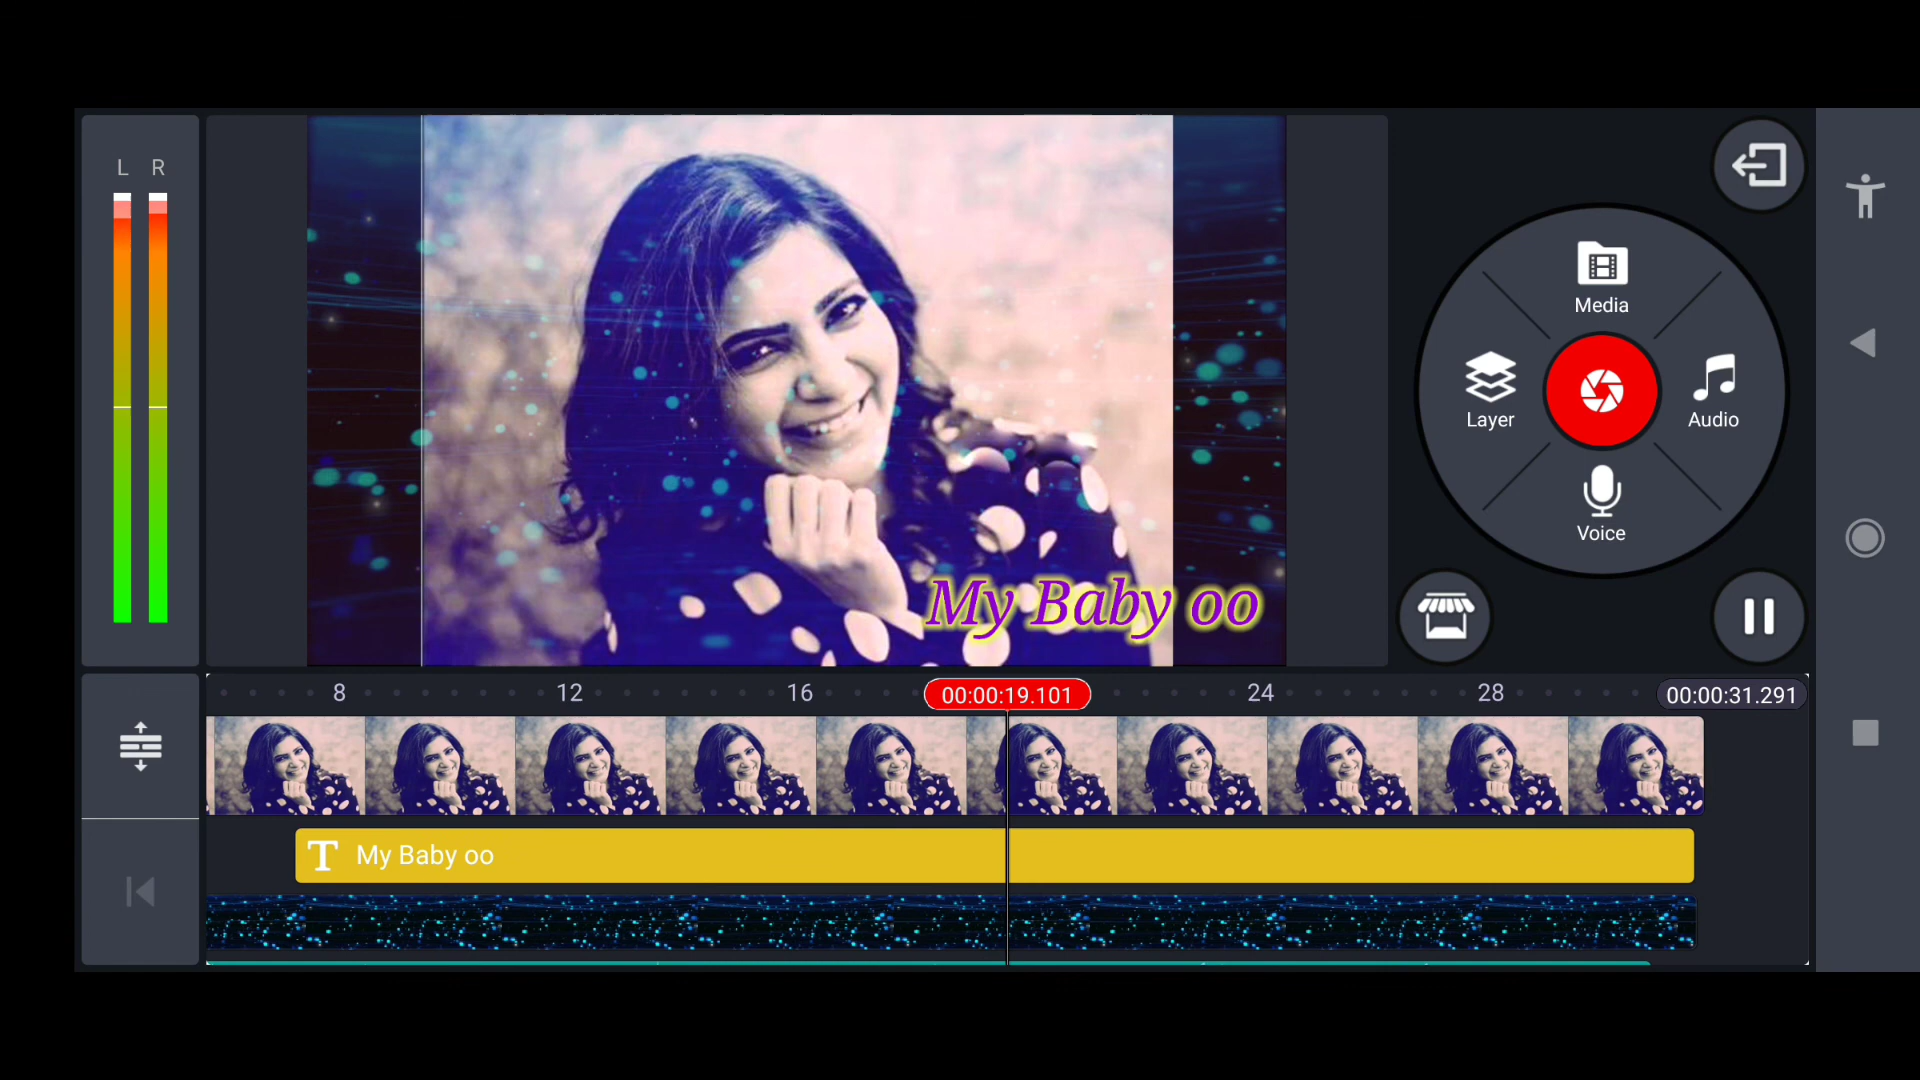 L R
Media
Layer
Audio
Voice
My Baby oo
8 12 16 00:00:19.101 24 28 00:00:31.291
T My Baby oo